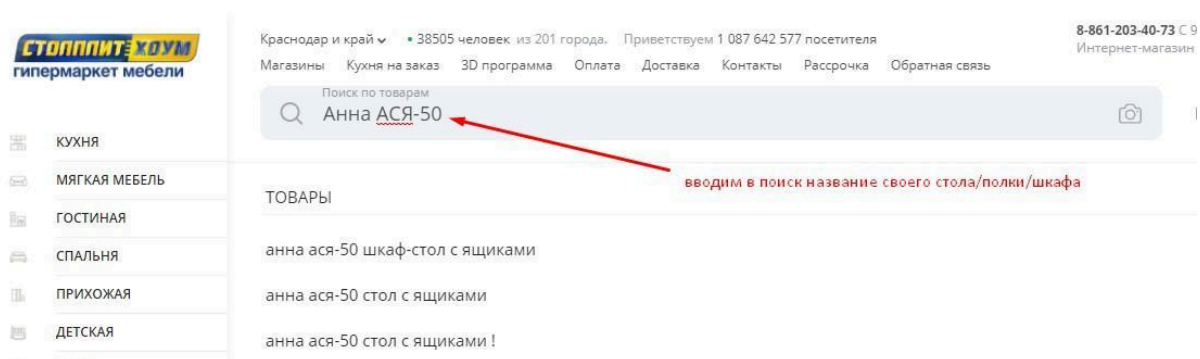 СТОЛПЛИТ ХОУМ
гипермаркет мебели
Краснодар и край • 38505 человек из 201 города. Приветствуем 1 087 642 577 посетителя
8-861-203-40-73 С 9
Интернет-магазин
Магазины Кухня на заказ 3D программа Оплата Доставка Контакты Рассрочка Обратная связь
Поиск по товарам
Анна АСЯ-50
вводим в поиск название своего стола/полки/шкафа
КУХНЯ
МЯГКАЯ МЕБЕЛЬ
ГОСТИНАЯ
СПАЛЬНЯ
ПРИХОЖАЯ
ДЕТСКАЯ
ТОВАРЫ
анна ася-50 шкаф-стол с ящиками
анна ася-50 стол с ящиками
анна ася-50 стол с ящиками !